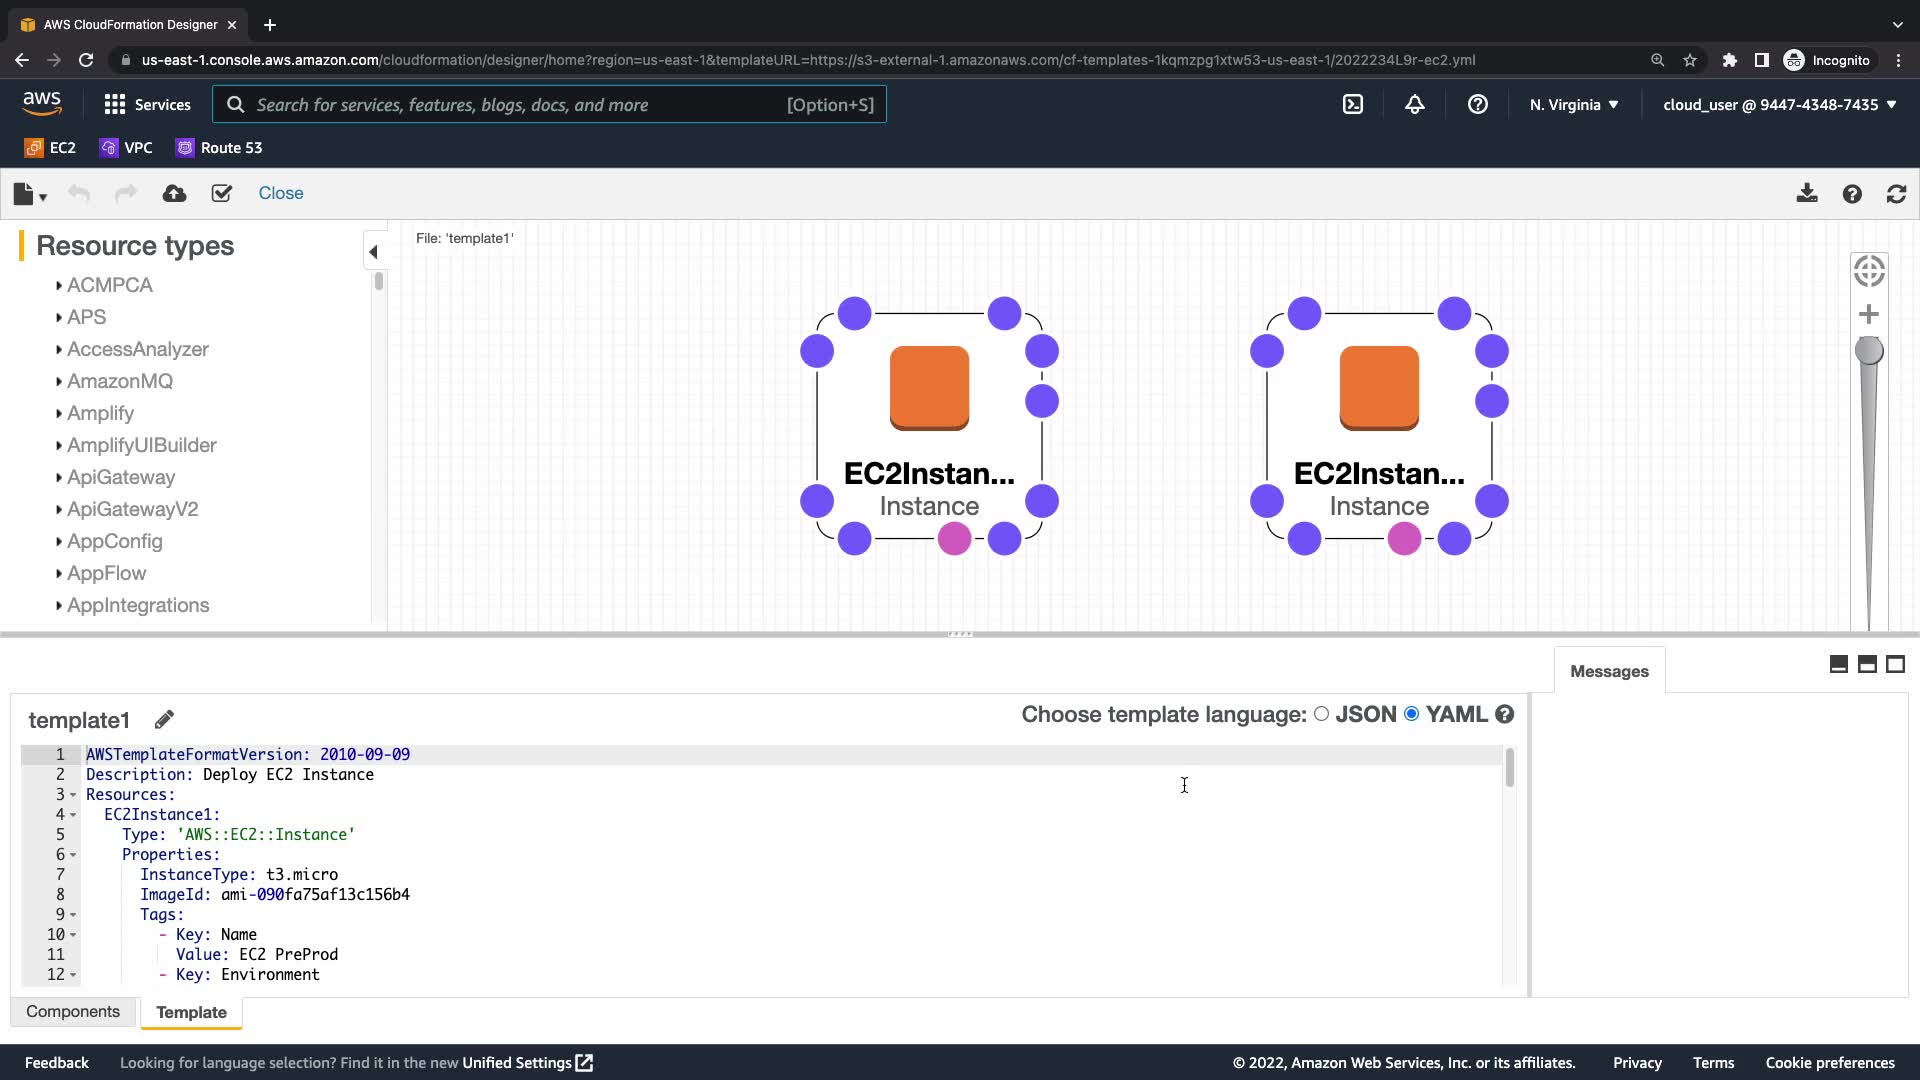 AWS CloudFormation Designer
us-east-1.console.aws.amazon.com/cloudformation/designer/home?region=us-east-1&templateURL=https://s3-external-1.amazonaws.com/cf-templates-1kqmzpg1xtw53-us-east-1/2022234L9r-ec2.yml
Incognito
aws
Services
Search for services, features, blogs, docs, and more
[Option+S]
N. Virginia
cloud_user @ 9447-4348-7435
EC2
VPC
Route 53
Close
Resource types
ACMPCA
APS
AccessAnalyzer
AmazonMQ
Amplify
AmplifyUIBuilder
ApiGateway
ApiGatewayV2
AppConfig
AppFlow
AppIntegrations
File: 'template1'
EC2Instan...
Instance
EC2Instan...
Instance
Messages
template1
Choose template language: JSON YAML
1 AWSTemplateFormatVersion: 2010-09-09
2 Description: Deploy EC2 Instance
3 Resources:
4 EC2Instance1:
5 Type: 'AWS::EC2::Instance'
6 Properties:
7 InstanceType: t3.micro
8 ImageId: ami-090fa75af13c156b4
9 Tags:
10 - Key: Name
11 Value: EC2 PreProd
12 - Key: Environment
Components
Template
Feedback
Looking for language selection? Find it in the new Unified Settings
© 2022, Amazon Web Services, Inc. or its affiliates.
Privacy
Terms
Cookie preferences